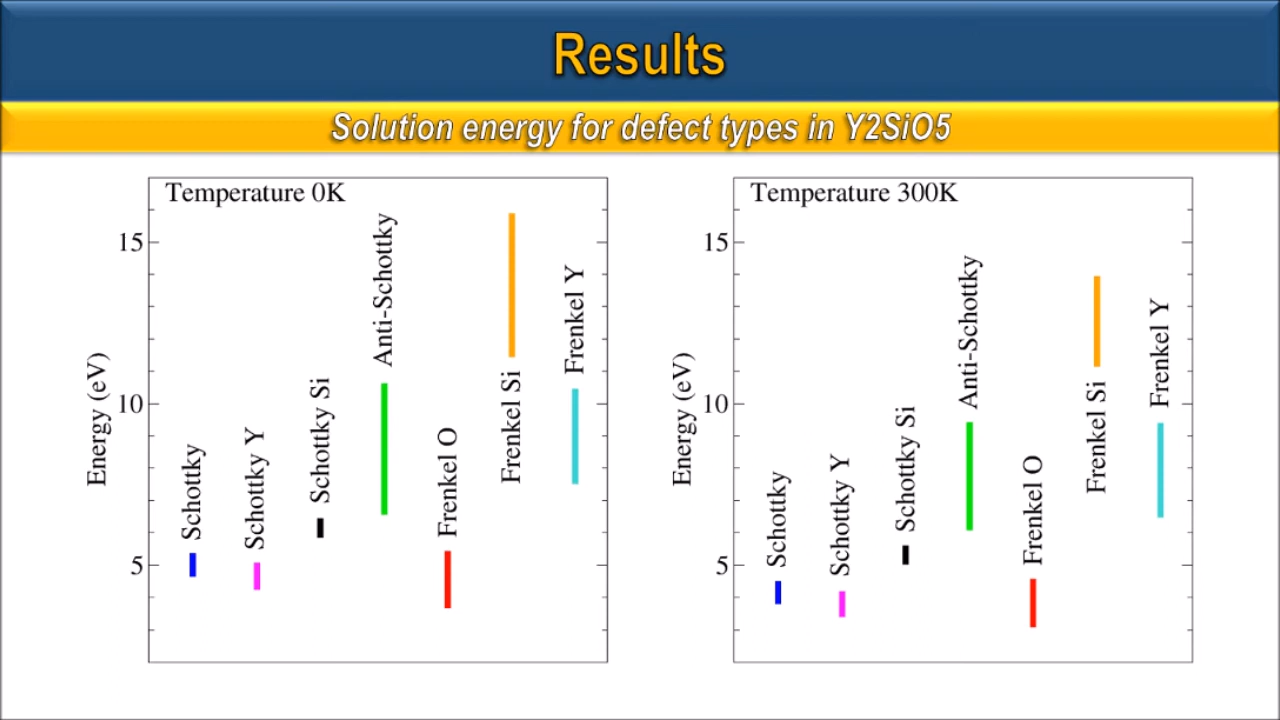 Results
Solution energy for defect types in Y2SiO5
Temperature 0K
15
10
5
Energy (eV)
Schottky
Schottky Y
Schottky Si
Anti-Schottky
Frenkel O
Frenkel Si
Frenkel Y
Temperature 300K
15
10
5
Energy (eV)
Schottky
Schottky Y
Schottky Si
Anti-Schottky
Frenkel O
Frenkel Si
Frenkel Y